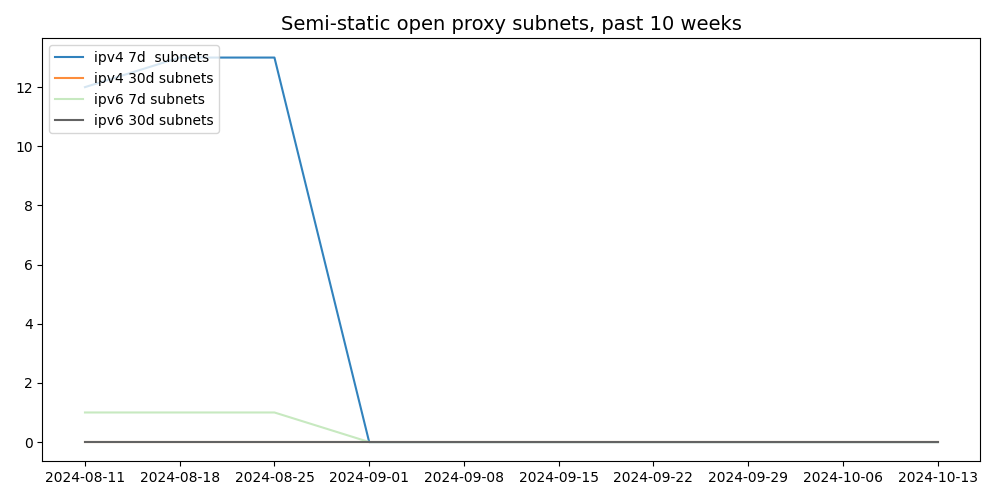 Semi-static open proxy subnets, past 10 weeks
ipv4 7d  subnets
ipv4 30d subnets
ipv6 7d subnets
ipv6 30d subnets
12
10
8
6
4
2
0
2024-08-11 2024-08-18 2024-08-25 2024-09-01 2024-09-08 2024-09-15 2024-09-22 2024-09-29 2024-10-06 2024-10-13